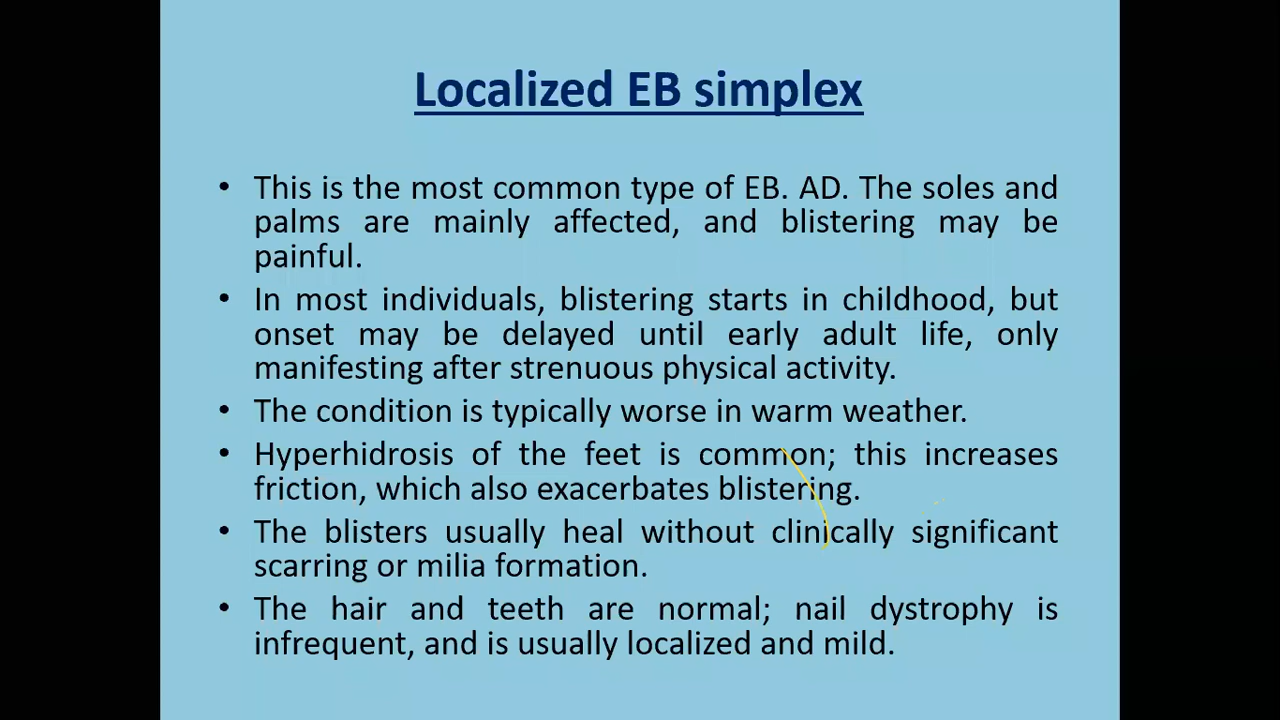 Localized EB simplex
• This is the most common type of EB. AD. The soles and
palms are mainly affected, and blistering may be
painful.
• In most individuals, blistering starts in childhood, but
onset may be delayed until early adult life, only
manifesting after strenuous physical activity.
• The condition is typically worse in warm weather.
• Hyperhidrosis of the feet is common; this increases
friction, which also exacerbates blistering.
• The blisters usually heal without clinically significant
scarring or milia formation.
• The hair and teeth are normal; nail dystrophy is
infrequent, and is usually localized and mild.